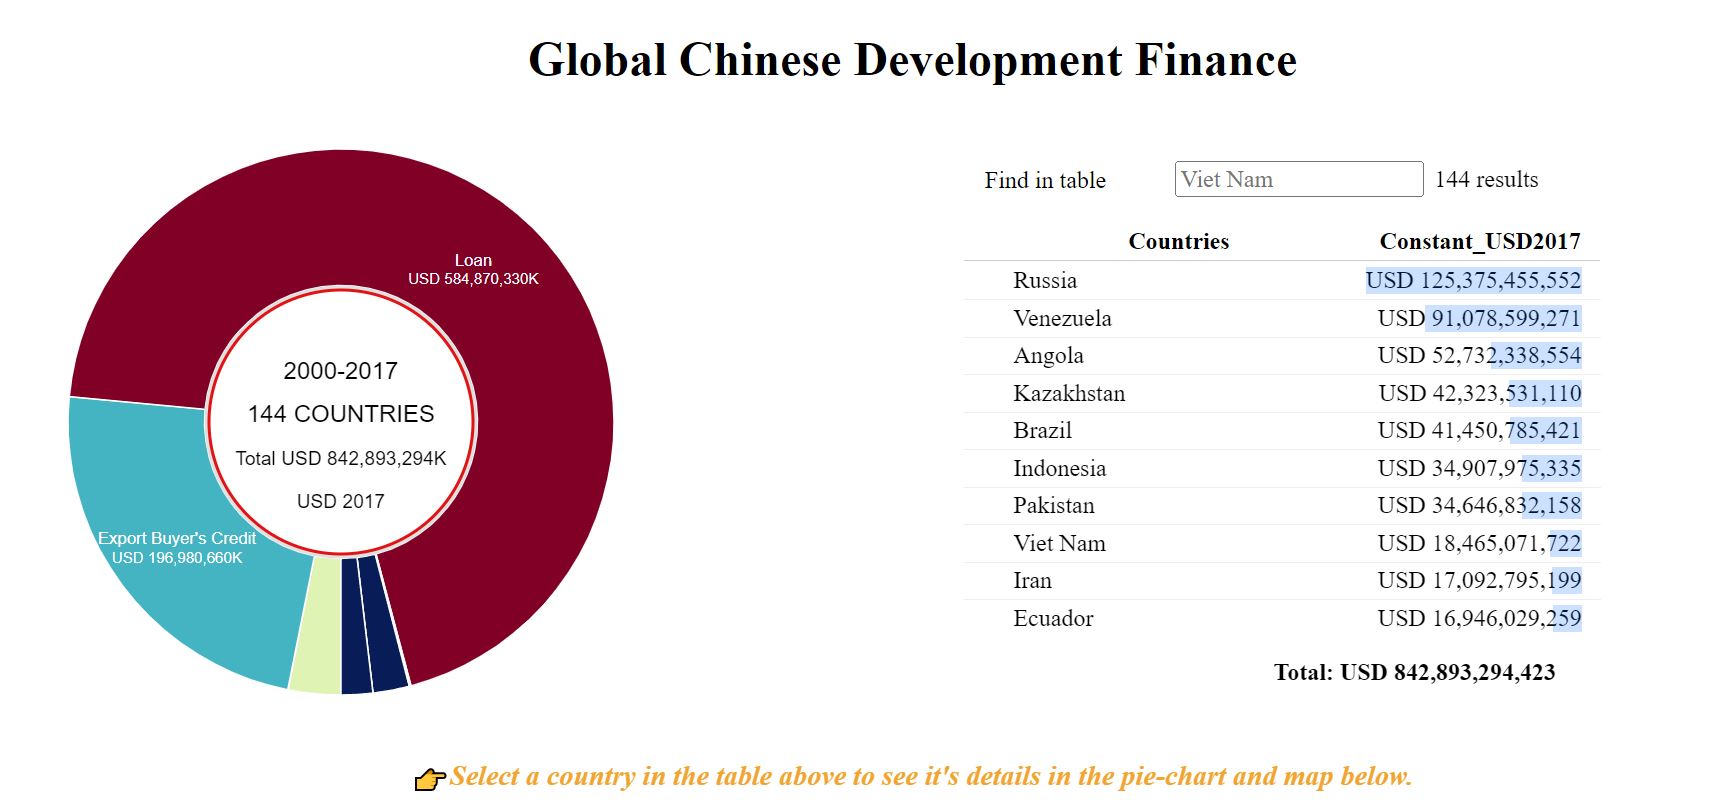 Global Chinese Development Finance
Loan
USD 584,870,330K
2000-2017
144 COUNTRIES
Total USD 842,893,294K
USD 2017
Export Buyer's Credit
USD 196,980,660K
Find in table Viet Nam 144 results
Countries Constant_USD2017
Russia USD 125,375,455,552
Venezuela USD 91,078,599,271
Angola USD 52,732,338,554
Kazakhstan USD 42,323,531,110
Brazil USD 41,450,785,421
Indonesia USD 34,907,975,335
Pakistan USD 34,646,832,158
Viet Nam USD 18,465,071,722
Iran USD 17,092,795,199
Ecuador USD 16,946,029,259
Total: USD 842,893,294,423
Select a country in the table above to see it's details in the pie-chart and map below.